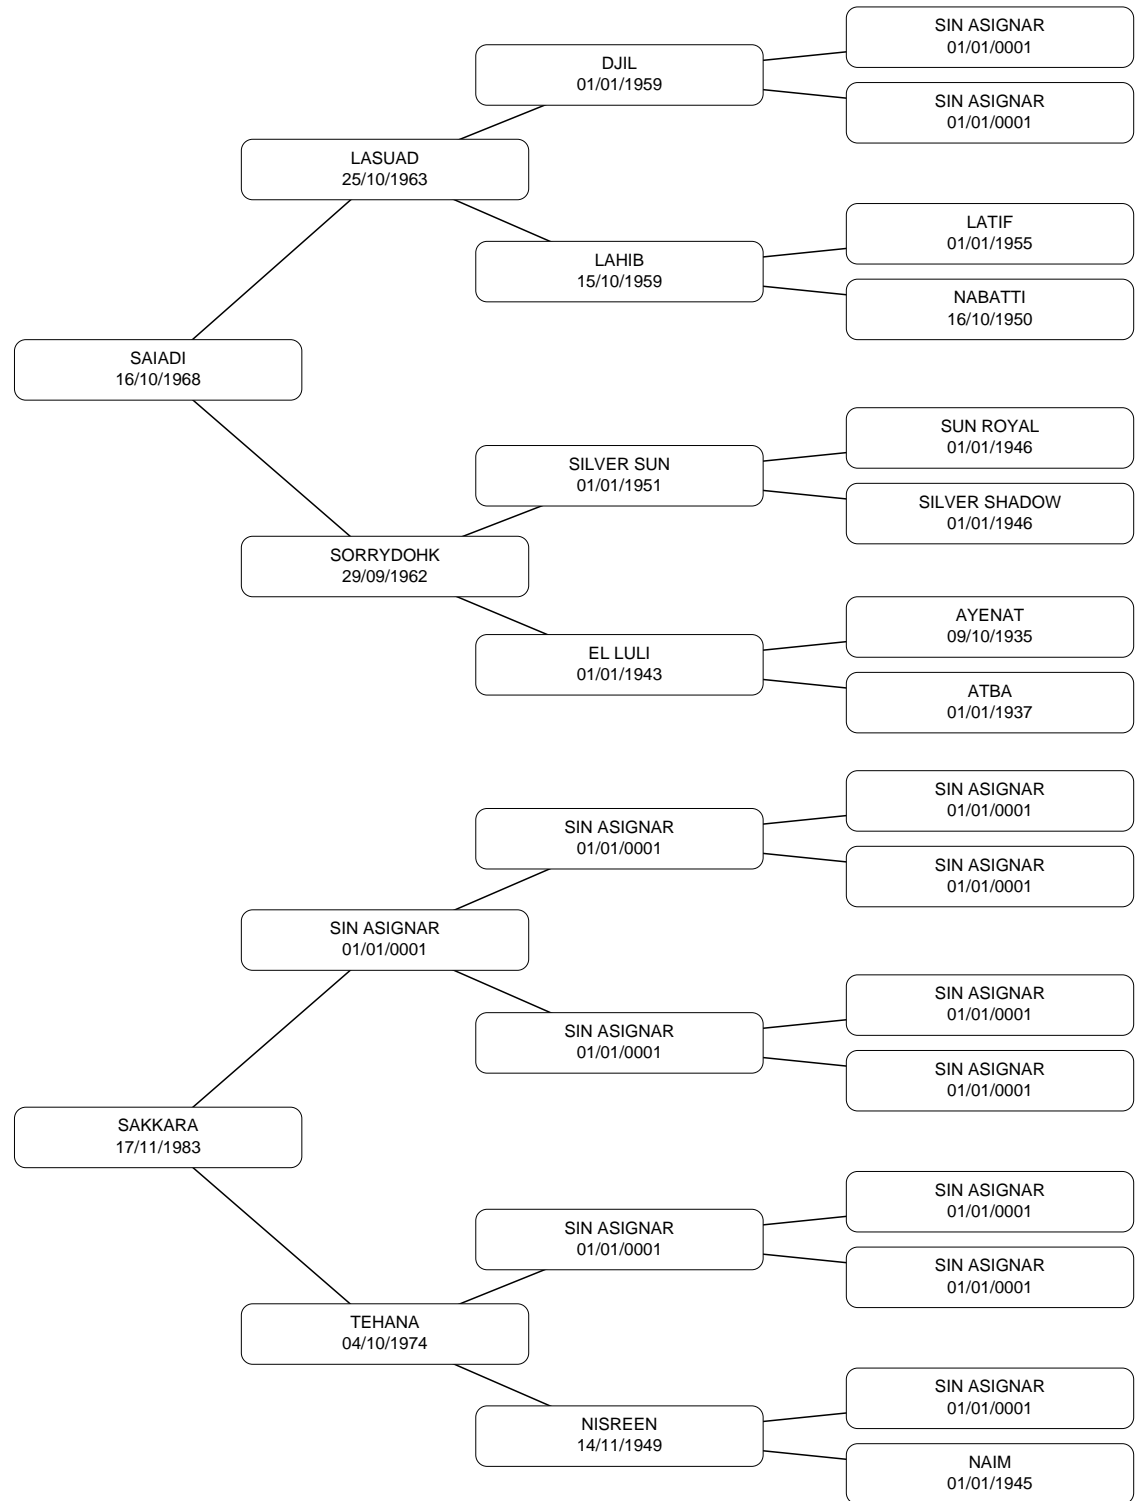 SIN ASIGNAR
01/01/0001
DJIL
01/01/1959
SIN ASIGNAR
01/01/0001
LASUAD
25/10/1963
LATIF
01/01/1955
LAHIB
15/10/1959
NABATTI
16/10/1950
SAIADI
16/10/1968
SUN ROYAL
01/01/1946
SILVER SUN
01/01/1951
SILVER SHADOW
01/01/1946
SORRYDOHK
29/09/1962
AYENAT
09/10/1935
EL LULI
01/01/1943
ATBA
01/01/1937
SIN ASIGNAR
01/01/0001
SIN ASIGNAR
01/01/0001
SIN ASIGNAR
01/01/0001
SIN ASIGNAR
01/01/0001
SIN ASIGNAR
01/01/0001
SIN ASIGNAR
01/01/0001
SIN ASIGNAR
01/01/0001
SAKKARA
17/11/1983
SIN ASIGNAR
01/01/0001
SIN ASIGNAR
01/01/0001
SIN ASIGNAR
01/01/0001
TEHANA
04/10/1974
SIN ASIGNAR
01/01/0001
NISREEN
14/11/1949
NAIM
01/01/1945